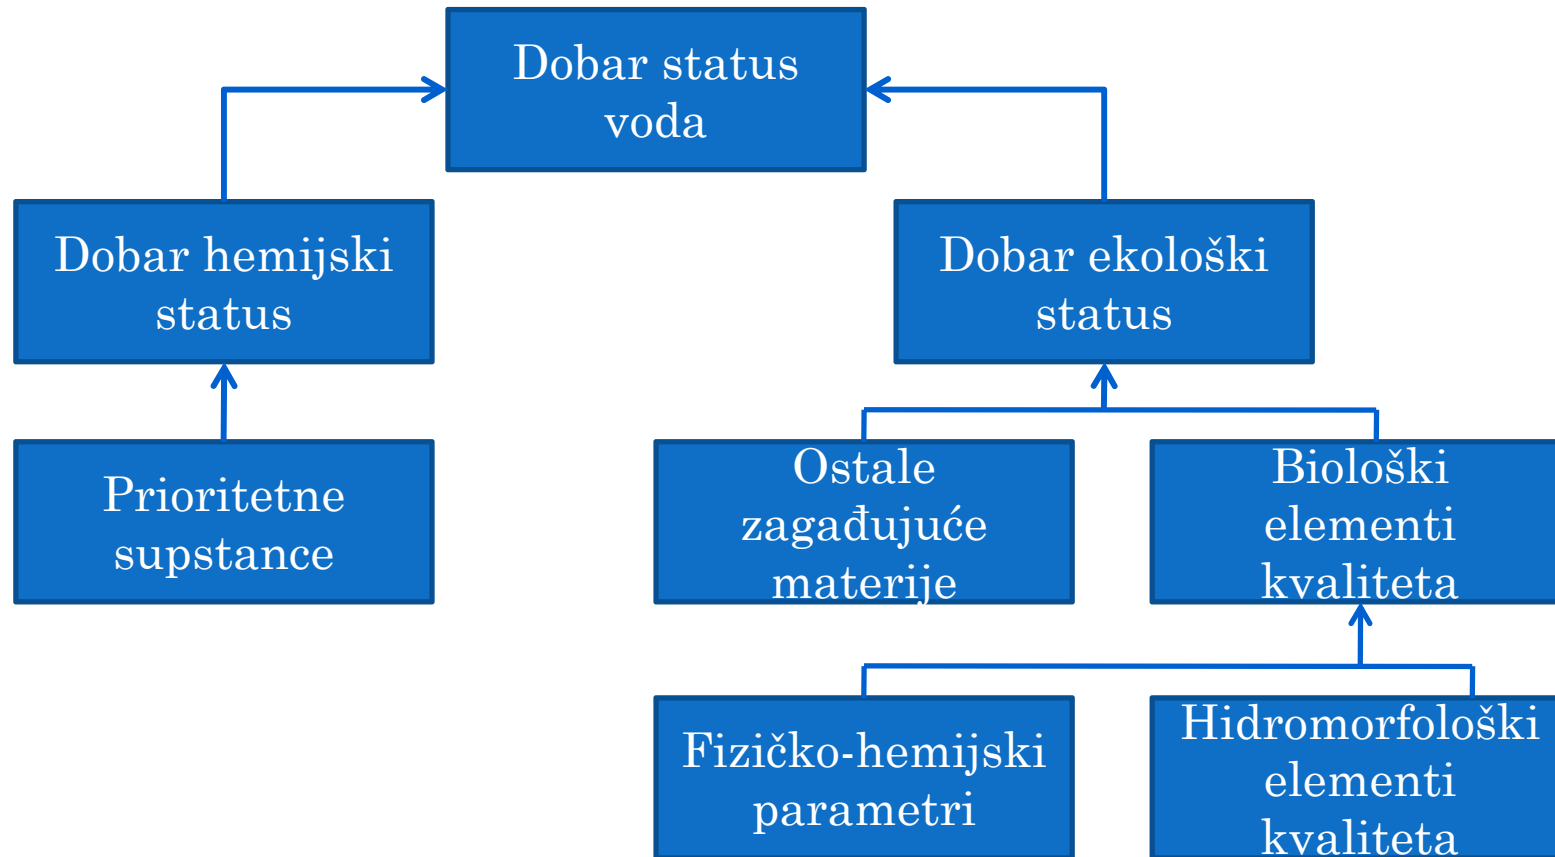 Dobar status
voda
Dobar hemijski
status
Dobar ekološki
status
Prioritetne
supstance
Ostale
zagađujuće
materije
Biološki
elementi
kvaliteta
Fizičko-hemijski
parametri
Hidromorfološki
elementi
kvaliteta